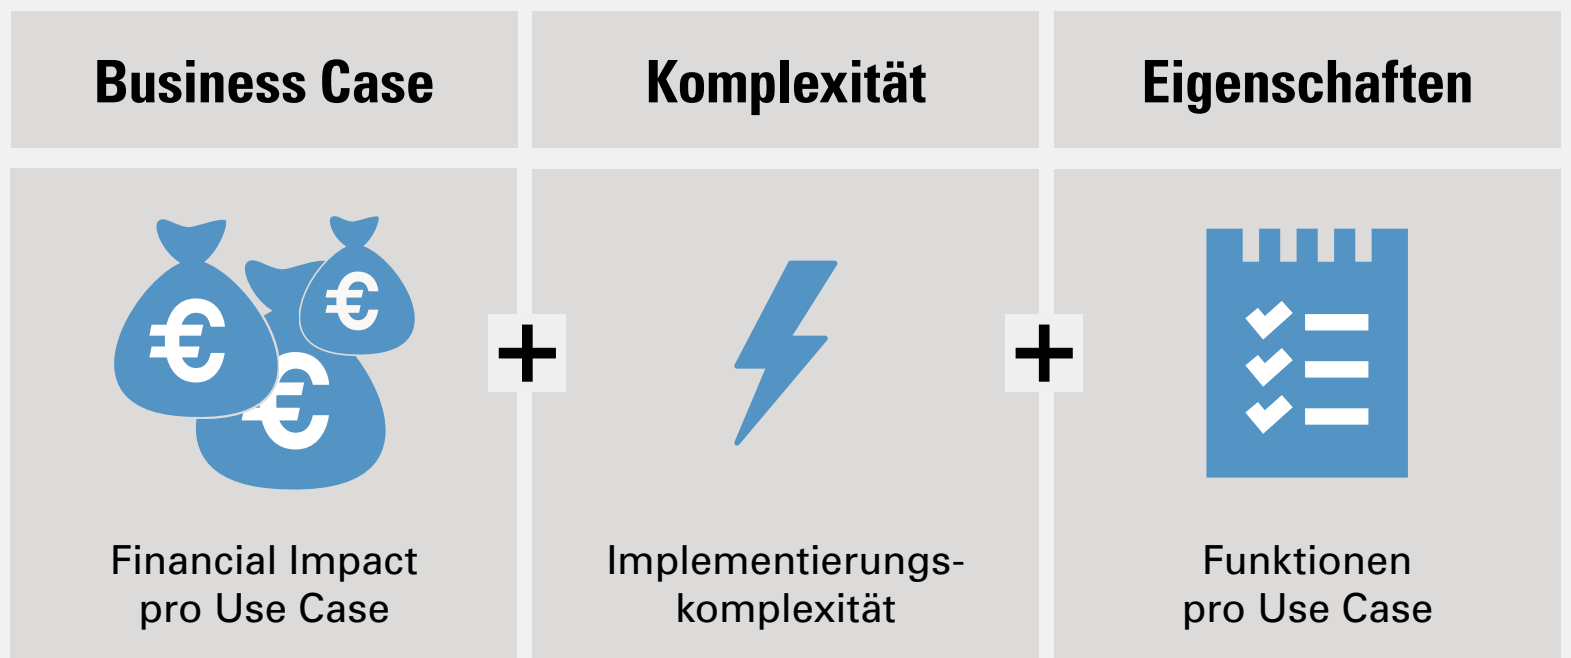 Business Case
Komplexität
Eigenschaften
€
€
€
+
+
Financial Impact
pro Use Case
Implementierungs-
komplexität
Funktionen
pro Use Case